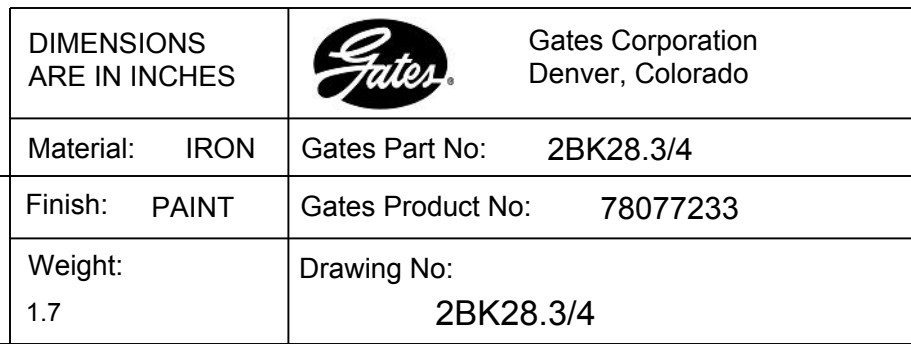 DIMENSIONS
ARE IN INCHES
Gates®
Gates Corporation
Denver, Colorado
Material: IRON
Gates Part No: 2BK28.3/4
Finish: PAINT
Gates Product No: 78077233
Weight:
1.7
Drawing No:
2BK28.3/4